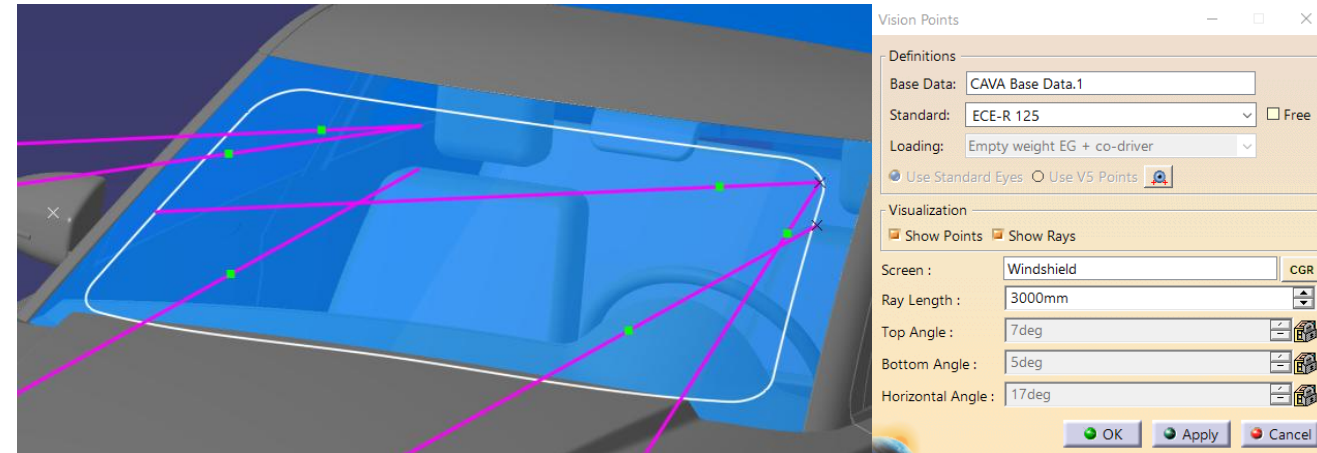 Vision Points
Definitions
Base Data: CAVA Base Data.1
Standard: ECE-R 125 Free
Loading: Empty weight EG + co-driver
Use Standard Eyes Use V5 Points
Visualization
Show Points Show Rays
Screen : Windshield CGR
Ray Length : 3000mm
Top Angle : 7deg
Bottom Angle : 5deg
Horizontal Angle : 17deg
OK Apply Cancel